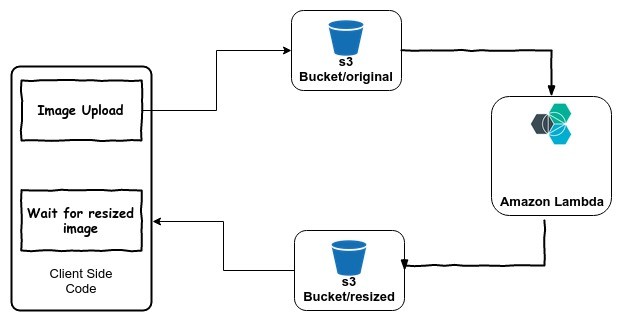 Image Upload
Wait for resized
image
Client Side
Code
s3
Bucket/original
Amazon Lambda
s3
Bucket/resized